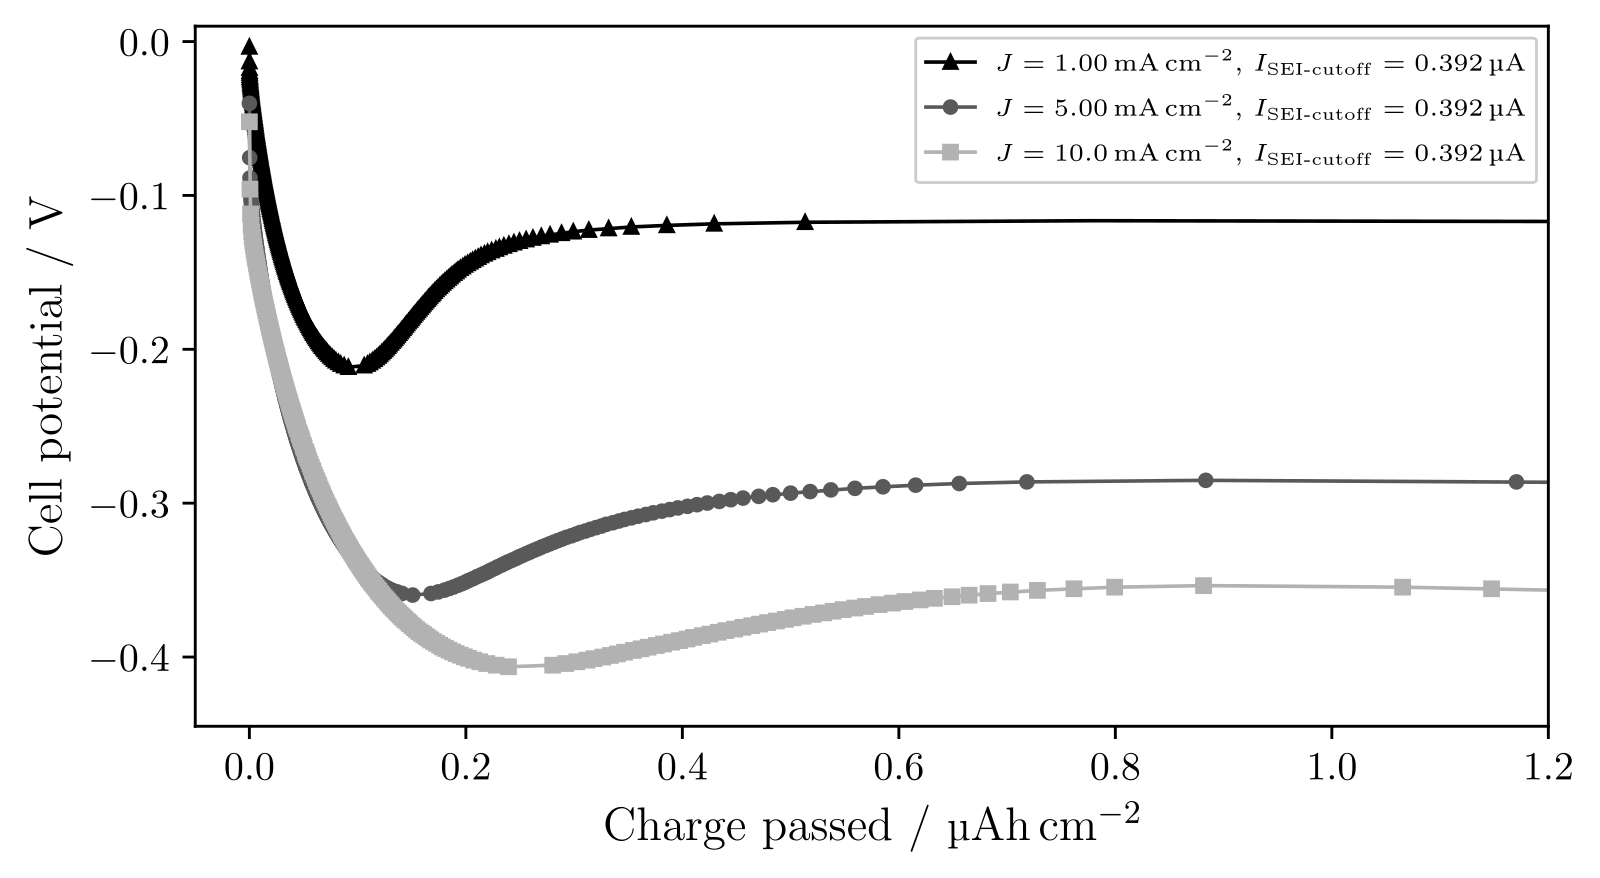 0.0
−0.1
−0.2
−0.3
−0.4
Cell potential / V
J = 1.00 mA cm⁻², I_SEI-cutoff = 0.392 µA
J = 5.00 mA cm⁻², I_SEI-cutoff = 0.392 µA
J = 10.0 mA cm⁻², I_SEI-cutoff = 0.392 µA
0.0 0.2 0.4 0.6 0.8 1.0 1.2
Charge passed / µAh cm⁻²